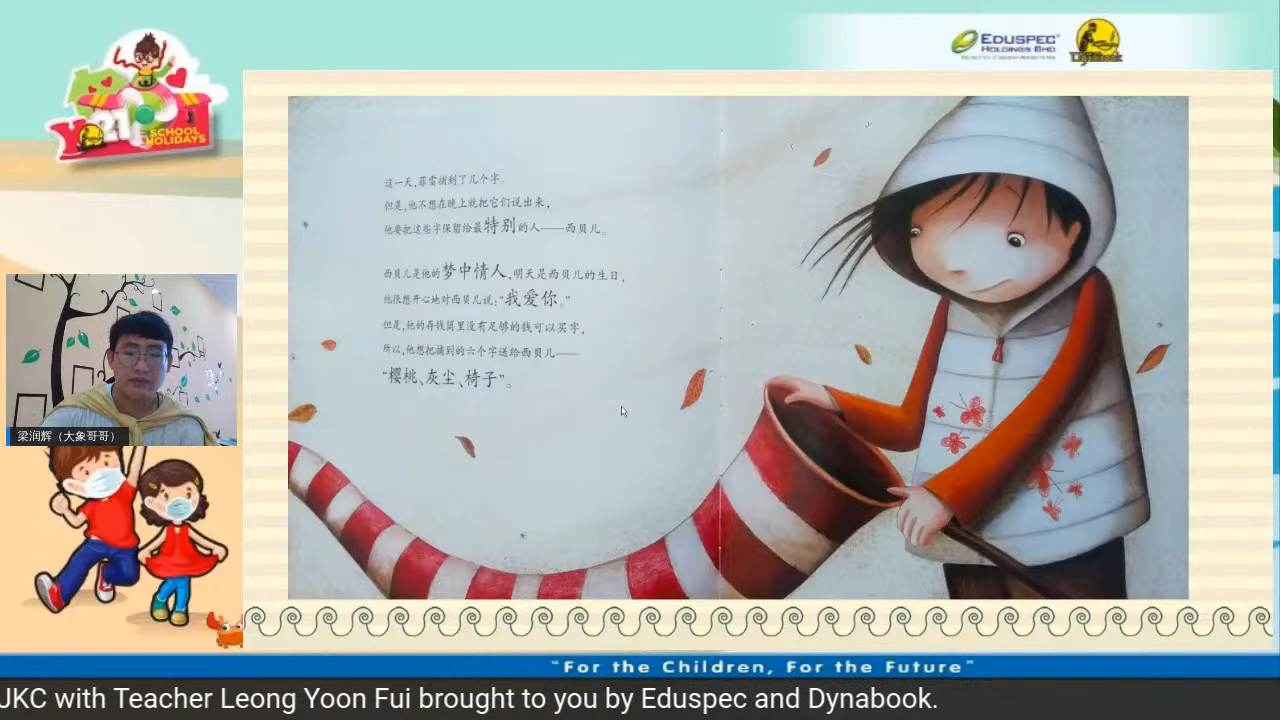 EDUSPEC
HOLINGS BHD
Dynabook
21
SCHOOL
HOLIDAYS
这一天,菲雷捕到了几个字。
但是,他不想在晚上就把它们说出来,
他要把这些字保留给最特别的人——西贝儿。
西贝儿是他的梦中情人,明天是西贝儿的生日,
他很想开心地对西贝儿说:“我爱你。”
但是,他的存钱筒里没有足够的钱可以买字,
所以,他想把捕到的六个字送给西贝儿——
“樱桃、灰尘、椅子”。
梁润辉（大象哥哥）
“For the Children, For the Future”
JKC with Teacher Leong Yoon Fui brought to you by Eduspec and Dynabook.